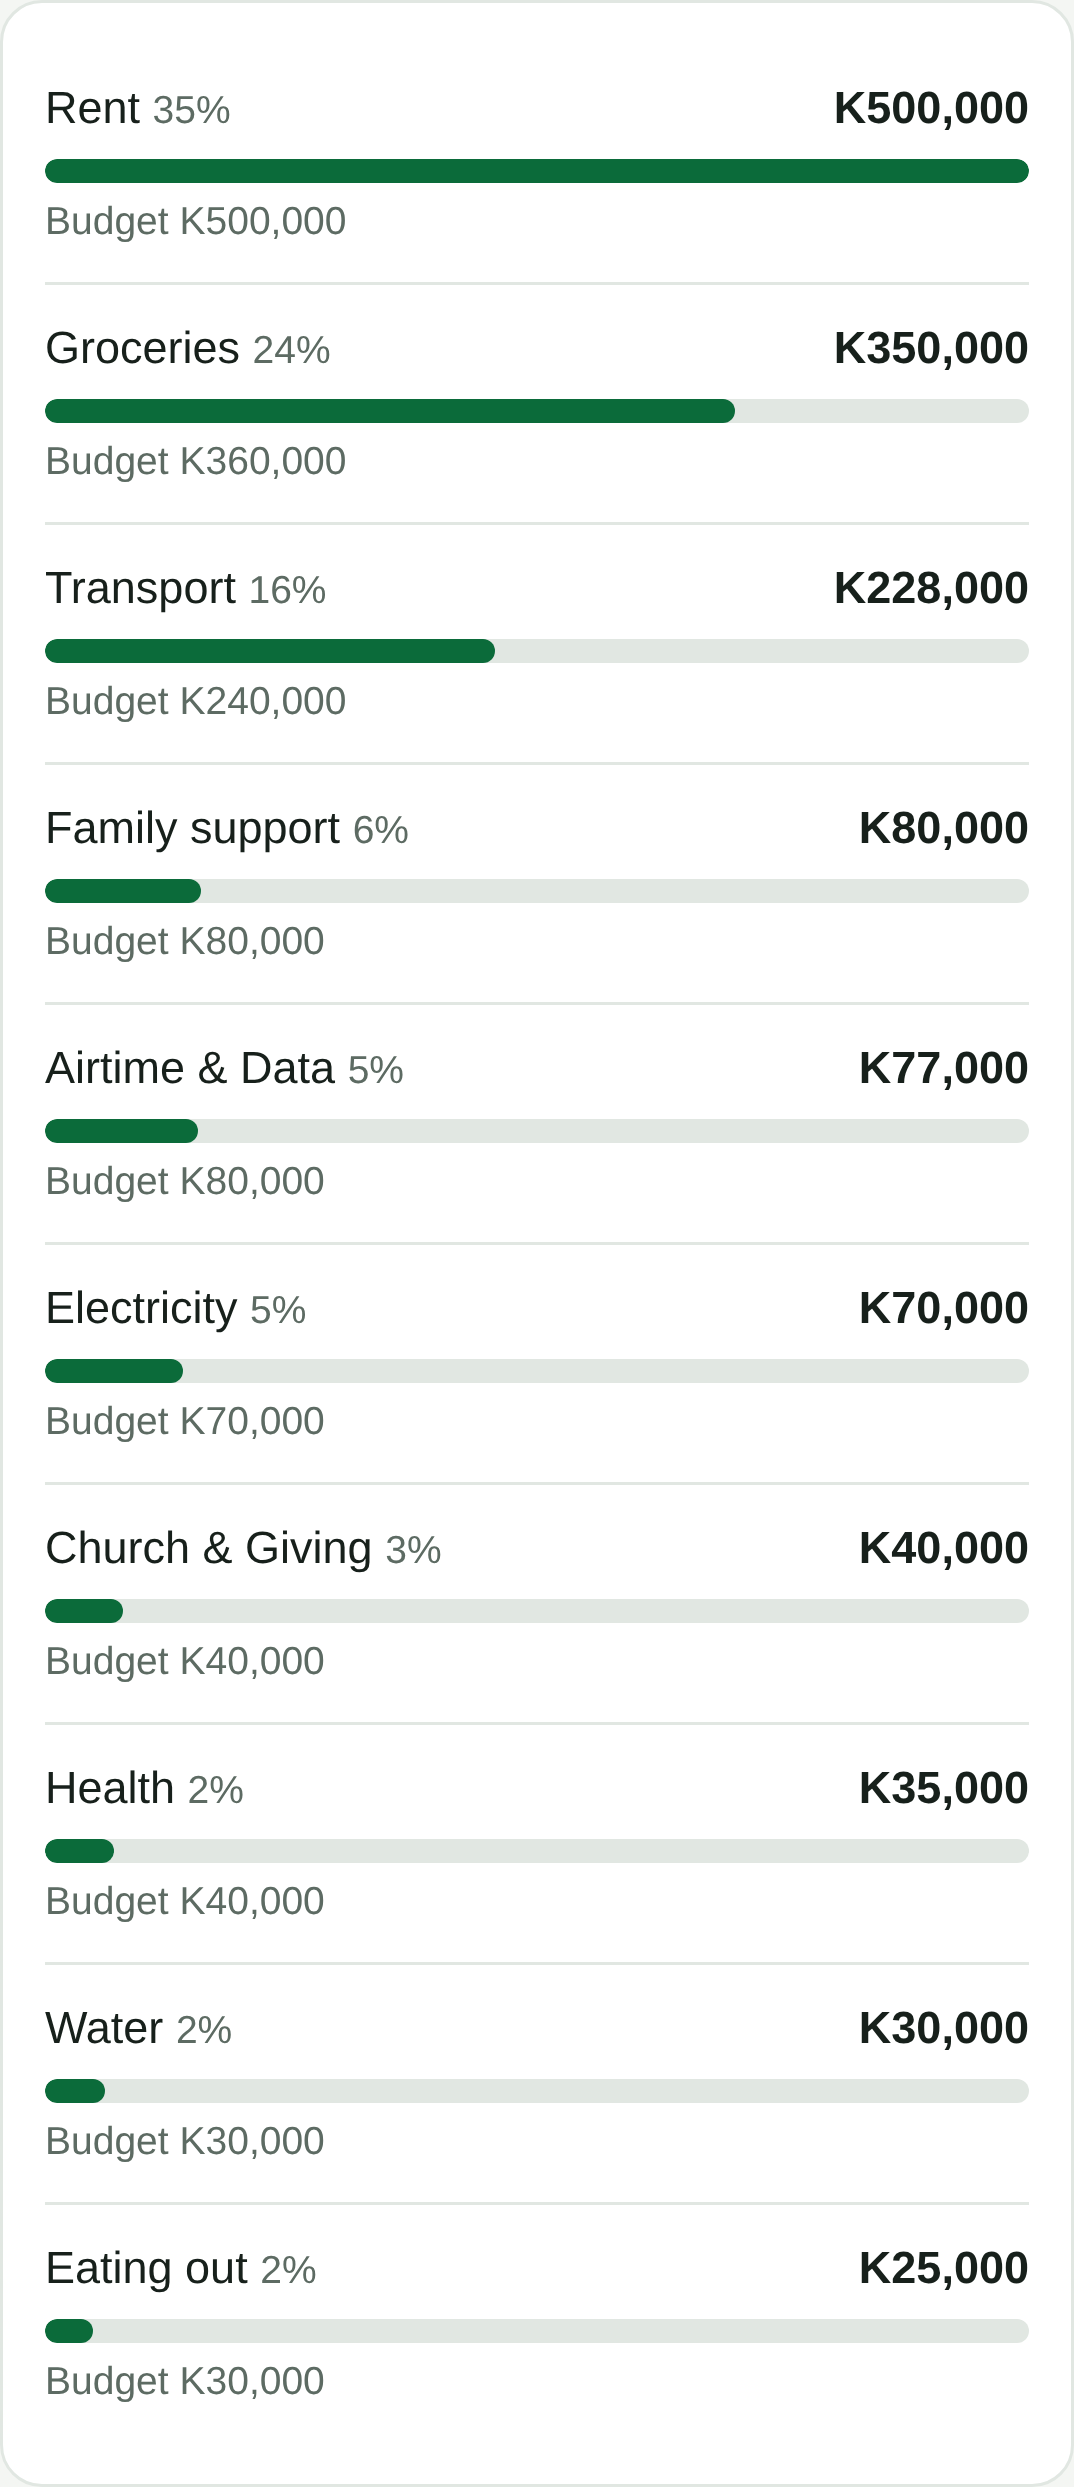 Rent 35% K500,000
Budget K500,000
Groceries 24% K350,000
Budget K360,000
Transport 16% K228,000
Budget K240,000
Family support 6% K80,000
Budget K80,000
Airtime & Data 5% K77,000
Budget K80,000
Electricity 5% K70,000
Budget K70,000
Church & Giving 3% K40,000
Budget K40,000
Health 2% K35,000
Budget K40,000
Water 2% K30,000
Budget K30,000
Eating out 2% K25,000
Budget K30,000